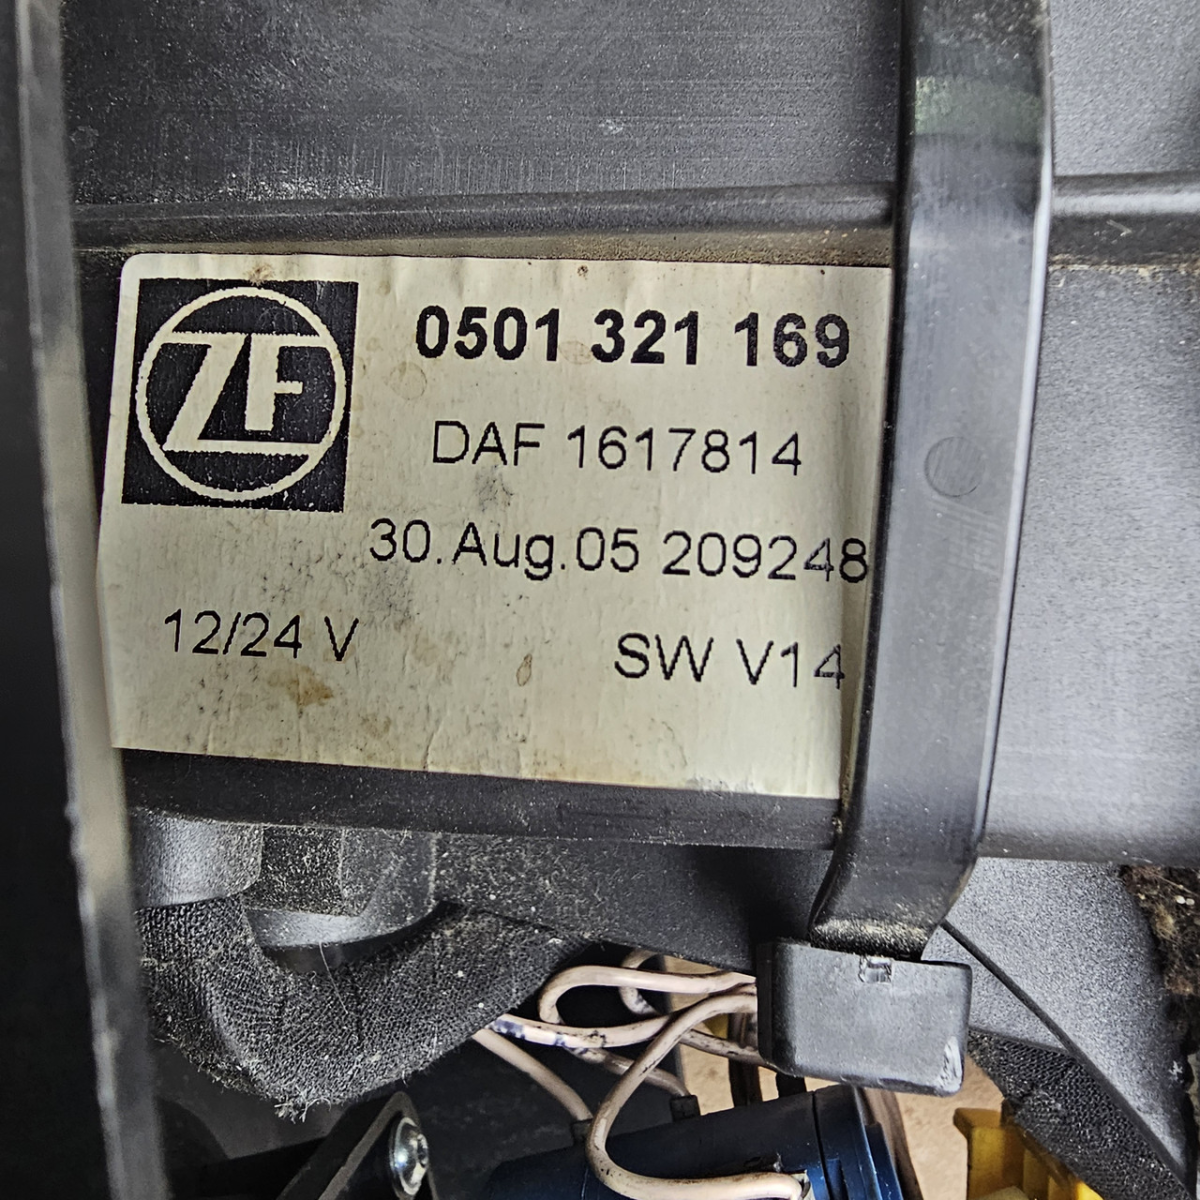 ZF
0501 321 169
DAF 1617814
30.Aug.05 209248
12/24 V SW V14